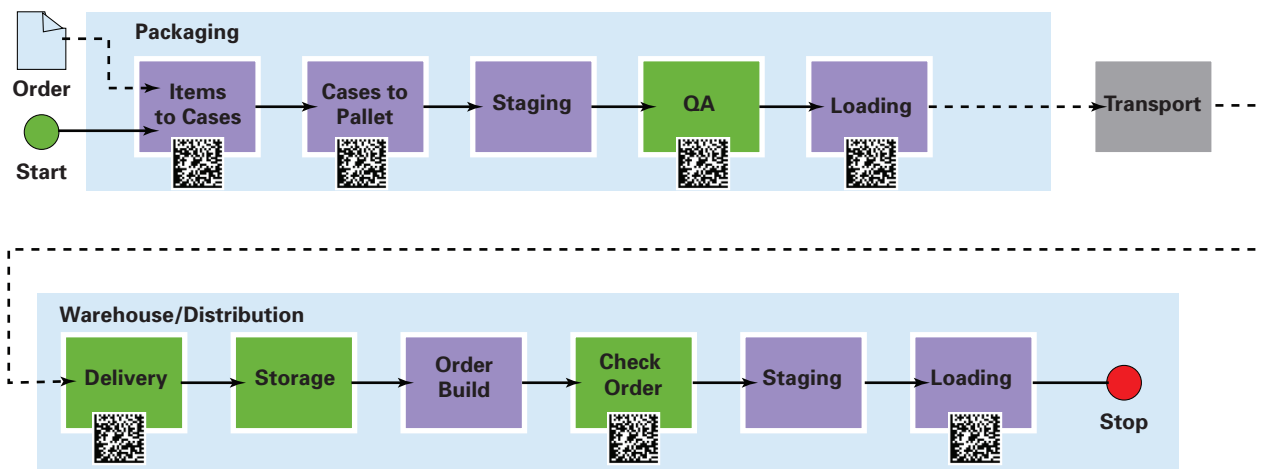 Packaging
Order
Start
Items
to Cases
Cases to
Pallet
Staging
QA
Loading
Transport
Warehouse/Distribution
Delivery
Storage
Order
Build
Check
Order
Staging
Loading
Stop